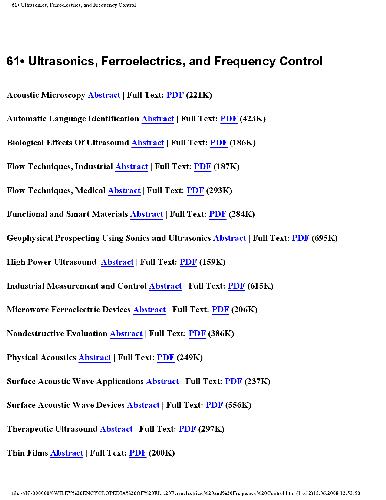 61• Ultrasonics, Ferroelectrics, and Frequency Control
61• Ultrasonics, Ferroelectrics, and Frequency Control
Acoustic Microscopy Abstract | Full Text: PDF (221K)
Automatic Language Identification Abstract | Full Text: PDF (423K)
Biological Effects Of Ultrasound Abstract | Full Text: PDF (186K)
Flow Techniques, Industrial Abstract | Full Text: PDF (187K)
Flow Techniques, Medical Abstract | Full Text: PDF (293K)
Functional and Smart Materials Abstract | Full Text: PDF (284K)
Geophysical Prospecting Using Sonics and Ultrasonics Abstract | Full Text: PDF (695K)
High Power Ultrasound Abstract | Full Text: PDF (159K)
Industrial Measurement and Control Abstract | Full Text: PDF (615K)
Microwave Ferroelectric Devices Abstract | Full Text: PDF (206K)
Nondestructive Evaluation Abstract | Full Text: PDF (386K)
Physical Acoustics Abstract | Full Text: PDF (249K)
Surface Acoustic Wave Applications Abstract | Full Text: PDF (237K)
Surface Acoustic Wave Devices Abstract | Full Text: PDF (556K)
Therapeutic Ultrasound Abstract | Full Text: PDF (297K)
Thin Films Abstract | Full Text: PDF (200K)